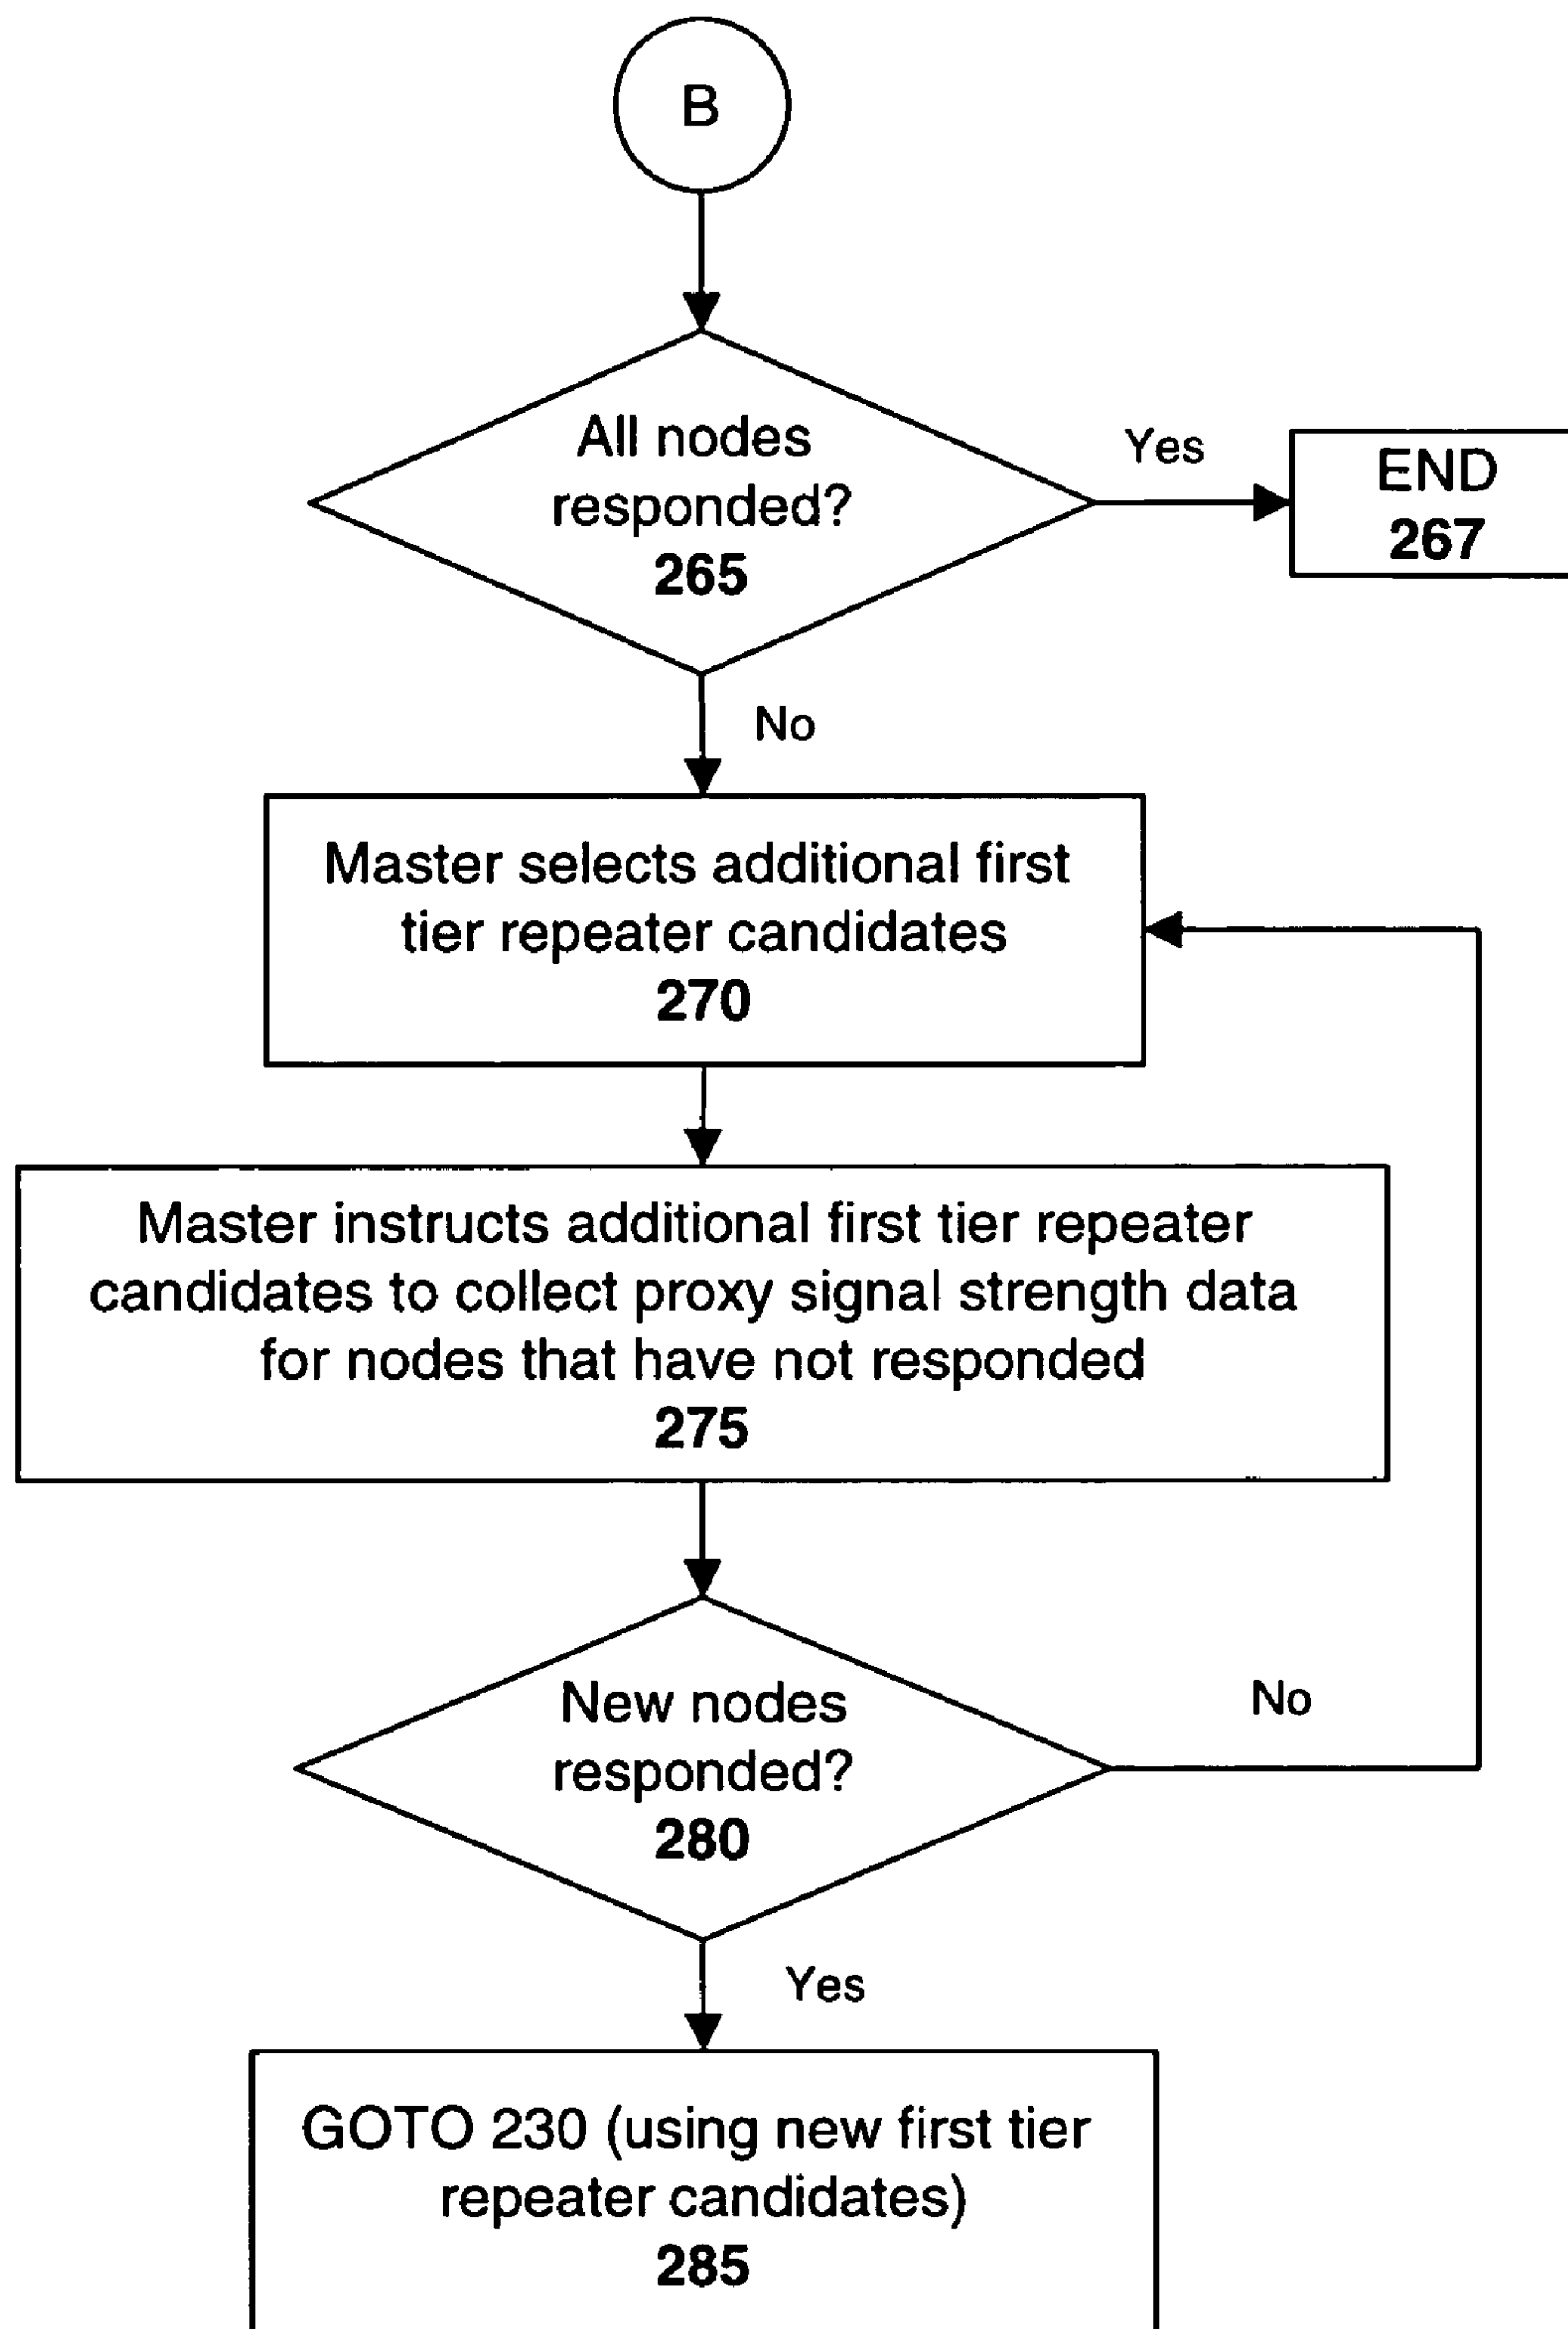 B
All nodes
responded?
265
Yes
END
267
No
Master selects additional first
tier repeater candidates
270
Master instructs additional first tier repeater
candidates to collect proxy signal strength data
for nodes that have not responded
275
New nodes
responded?
280
No
Yes
GOTO 230 (using new first tier
repeater candidates)
285